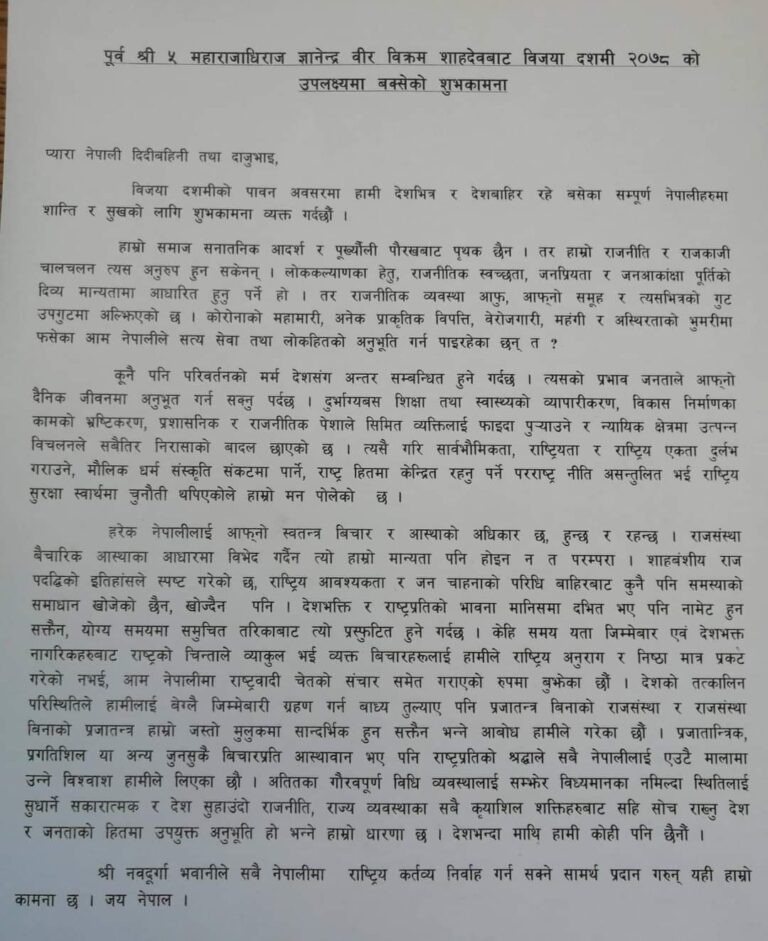 पूर्व श्री ५ महाराजाधिराज ज्ञानेन्द्र वीर विक्रम शाहदेवबाट विजया दशमी २०७८ को
उपलक्ष्यमा बक्सेको शुभकामना
प्यारा नेपाली दिदीबहिनी तथा दाजुभाइ,
विजया दशमीको पावन अवसरमा हामी देशभित्र र देशबाहिर रहे बसेका सम्पूर्ण नेपालीहरुमा
शान्ति र सुखको लागि शुभकामना व्यक्त गर्दछौं ।
हाम्रो समाज सनातनिक आदर्श र पूर्ख्यौली पौरखबाट पृथक छैन । तर हाम्रो राजनीति र राजकाजी
चालचलन त्यस अनुरुप हुन सकेनन् । लोककल्याणका हेतु, राजनीतिक स्वच्छता, जनप्रियता र जनआकांक्षा पूर्तिको
दिव्य मान्यतामा आधारित हुनु पर्ने हो । तर राजनीतिक व्यवस्था आफु, आफ्नो समूह र त्यसभित्रको गुट
उपगुटमा अल्झिएको छ । कोरोनाको महामारी, अनेक प्राकृतिक विपत्ति, वेरोजगारी, महंगी र अस्थिरताको भुमरीमा
फसेका आम नेपालीले सत्य सेवा तथा लोकहितको अनुभूति गर्न पाइरहेका छन् त ?
कूनै पनि परिवर्तनको मर्म देशसंग अन्तर सम्बन्धित हुने गर्दछ । त्यसको प्रभाव जनताले आफ्नो
दैनिक जीवनमा अनुभूत गर्न सक्नु पर्दछ । दुर्भाग्यबस शिक्षा तथा स्वास्थ्यको व्यापारीकरण, विकास निर्माणका
कामको भ्रष्टिकरण, प्रशासनिक र राजनीतिक पेशाले सिमित व्यक्तिलाई फाइदा पुऱ्याउने र न्यायिक क्षेत्रमा उत्पन्न
विचलनले सबैतिर निरासाको बादल छाएको छ । त्यसै गरि सार्वभौमिकता, राष्ट्रियता र राष्ट्रिय एकता दुर्लभ
गराउने, मौलिक धर्म संस्कृति संकटमा पार्ने, राष्ट्र हितमा केन्द्रित रहनु पर्ने परराष्ट्र नीति असन्तुलित भई राष्ट्रिय
सुरक्षा स्वार्थमा चुनौती थपिएकोले हाम्रो मन पोलेको छ ।
हरेक नेपालीलाई आफ्नो स्वतन्त्र बिचार र आस्थाको अधिकार छ, हुन्छ र रहन्छ । राजसंस्था
बैचारिक आस्थाका आधारमा विभेद गर्दैन त्यो हाम्रो मान्यता पनि होइन न त परम्परा । शाहबंशीय राज
पद्धिको इतिहांसले स्पष्ट गरेको छ, राष्ट्रिय आवश्यकता र जन चाहनाको परिधि बाहिरबाट कुनै पनि समस्याको
समाधान खोजेको छैन, खोज्दैन पनि । देशभक्ति र राष्ट्रप्रतिको भावना मानिसमा दभित भए पनि नामेट हुन
सक्तैन, योग्य समयमा समुचित तरिकाबाट त्यो प्रस्फुटित हुने गर्दछ । केहि समय यता जिम्मेबार एवं देशभक्त
नागरिकहरुबाट राष्ट्रको चिन्ताले व्याकुल भई व्यक्त बिचारहरूलाई हामीले राष्ट्रिय अनुराग र निष्ठा मात्र प्रकट
गरेको नभई, आम नेपालीमा राष्ट्रवादी चेतको संचार समेत गराएको रुपमा बुझेका छौं । देशको तत्कालिन
परिस्थितिले हामीलाई बेग्लै जिम्मेबारी ग्रहण गर्न बाध्य तुल्याए पनि प्रजातन्त्र बिनाको राजसंस्था र राजसंस्था
बिनाको प्रजातन्त्र हाम्रो जस्तो मुलुकमा सान्दर्भिक हुन सक्तैन भन्ने आबोध हामीले गरेका छौं । प्रजातान्त्रिक,
प्रगतिशिल या अन्य जुनसुकै बिचारप्रति आस्थावान भए पनि राष्ट्रप्रतिको श्रद्धाले सबै नेपालीलाई एउटै मालामा
उन्ने विश्वाश हामीले लिएका छौ । अतितका गौरवपूर्ण विधि व्यवस्थालाई सम्झेर विध्यमानका नमिल्दा स्थितिलाई
सुधार्ने सकारात्मक र देश सुहाउंदो राजनीति, राज्य व्यवस्थाका सबै कृयाशिल शक्तिहरुबाट सहि सोच राख्नु देश
र जनताको हितमा उपयुक्त अनुभूति हो भन्ने हाम्रो धारणा छ । देशभन्दा माथि हामी कोही पनि छैनौं ।
श्री नवदूर्गा भवानीले सबै नेपालीमा राष्ट्रिय कर्तव्य निर्वाह गर्न सक्ने सामर्थ प्रदान गरुन् यही हाम्रो
कामना छ । जय नेपाल ।